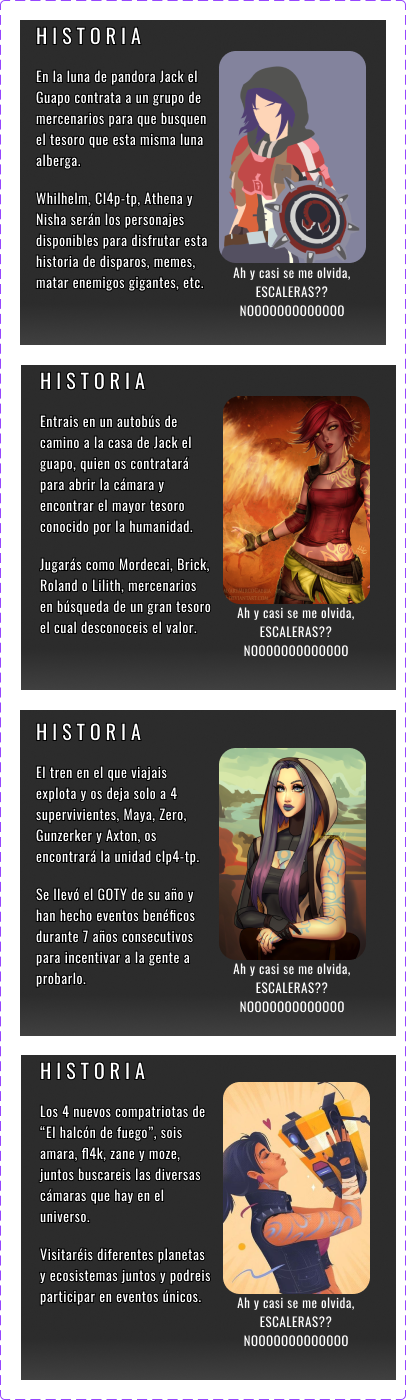 HISTORIA
En la luna de pandora Jack el
Guapo contrata a un grupo de
mercenarios para que busquen
el tesoro que esta misma luna
alberga.
Whilhelm, Cl4p-tp, Athena y
Nisha serán los personajes
disponibles para disfrutar esta
historia de disparos, memes,
matar enemigos gigantes, etc.
Ah y casi se me olvida,
ESCALERAS??
NOOOOOOOOOOOOO
HISTORIA
Entrais en un autobús de
camino a la casa de Jack el
guapo, quien os contratará
para abrir la cámara y
encontrar el mayor tesoro
conocido por la humanidad.
Jugarás como Mordecai, Brick,
Roland o Lilith, mercenarios
en búsqueda de un gran tesoro
el cual desconoceis el valor.
Ah y casi se me olvida,
ESCALERAS??
NOOOOOOOOOOOOO
HISTORIA
El tren en el que viajais
explota y os deja solo a 4
supervivientes, Maya, Zero,
Gunzerker y Axton, os
encontrará la unidad clp4-tp.
Se llevó el GOTY de su año y
han hecho eventos benéficos
durante 7 años consecutivos
para incentivar a la gente a
probarlo.
Ah y casi se me olvida,
ESCALERAS??
NOOOOOOOOOOOOO
HISTORIA
Los 4 nuevos compatriotas de
“El halcón de fuego”, sois
amara, fl4k, zane y moze,
juntos buscareis las diversas
cámaras que hay en el
universo.
Visitaréis diferentes planetas
y ecosistemas juntos y podreis
participar en eventos únicos.
Ah y casi se me olvida,
ESCALERAS??
NOOOOOOOOOOOOO